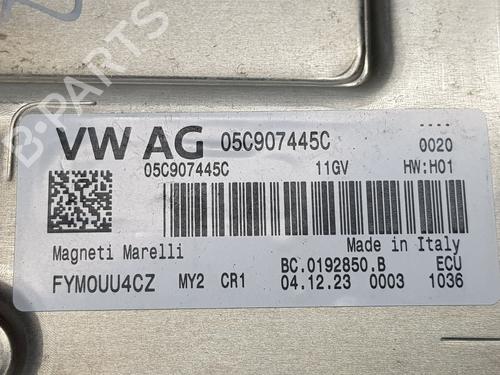 B-PARTS
VW AG 05C907445C 0020
05C907445C 11GV HW:H01
Magneti Marelli Made in Italy
FYM0UU4CZ MY2 CR1 BC.0192850.B ECU
04.12.23 0003 1036